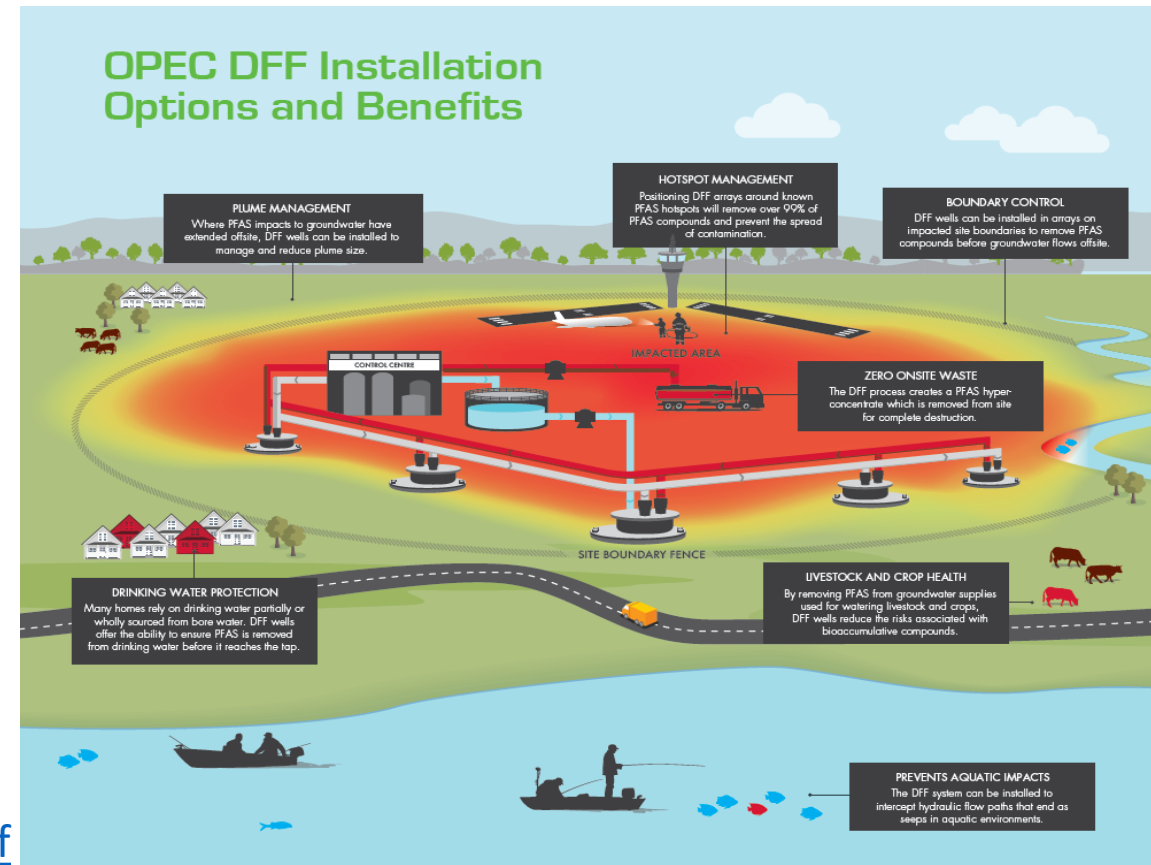 OPEC DFF Installation
Options and Benefits
HOTSPOT MANAGEMENT
Positioning DFF arrays around known
PFAS hotspots will remove over 99% of
PFAS compounds and prevent the spread
of contamination.
PLUME MANAGEMENT
Where PFAS impacts to groundwater have
extended offsite, DFF wells can be installed to
manage and reduce plume size.
BOUNDARY CONTROL
DFF wells can be installed in arrays on
impacted site boundaries to remove PFAS
compounds before groundwater flows offsite.
IMPACTED AREA
CONTROL CENTRE
ZERO ONSITE WASTE
The DFF process creates a PFAS hyper-
concentrate which is removed from site
for complete destruction.
SITE BOUNDARY FENCE
DRINKING WATER PROTECTION
Many homes rely on drinking water partially or
wholly sourced from bore water. DFF wells
offer the ability to ensure PFAS is removed
from drinking water before it reaches the tap.
LIVESTOCK AND CROP HEALTH
By removing PFAS from groundwater supplies
used for watering livestock and crops,
DFF wells reduce the risks associated with
bioaccumulative compounds.
PREVENTS AQUATIC IMPACTS
The DFF system can be installed to
intercept hydraulic flow paths that end as
seeps in aquatic environments.
f